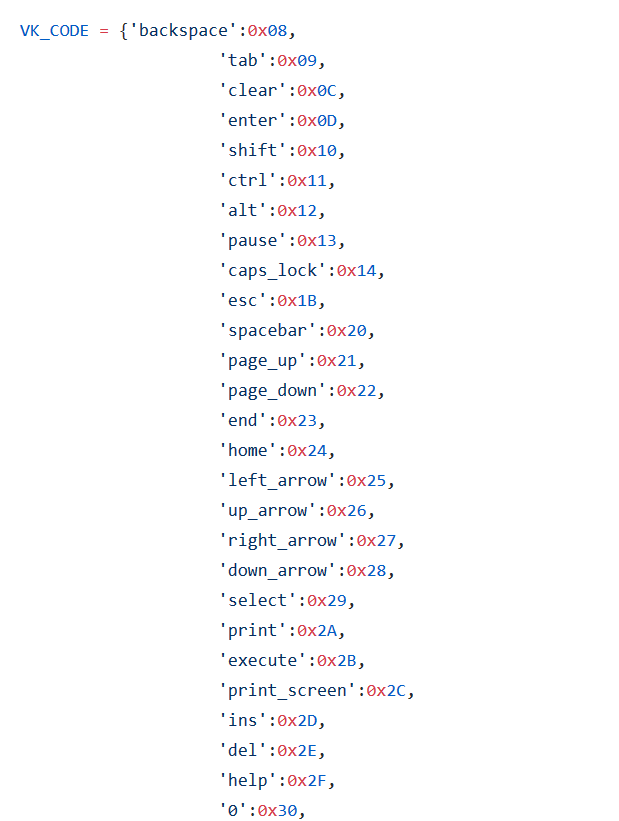 VK_CODE = {'backspace':0x08,
'tab':0x09,
'clear':0x0C,
'enter':0x0D,
'shift':0x10,
'ctrl':0x11,
'alt':0x12,
'pause':0x13,
'caps_lock':0x14,
'esc':0x1B,
'spacebar':0x20,
'page_up':0x21,
'page_down':0x22,
'end':0x23,
'home':0x24,
'left_arrow':0x25,
'up_arrow':0x26,
'right_arrow':0x27,
'down_arrow':0x28,
'select':0x29,
'print':0x2A,
'execute':0x2B,
'print_screen':0x2C,
'ins':0x2D,
'del':0x2E,
'help':0x2F,
'0':0x30,